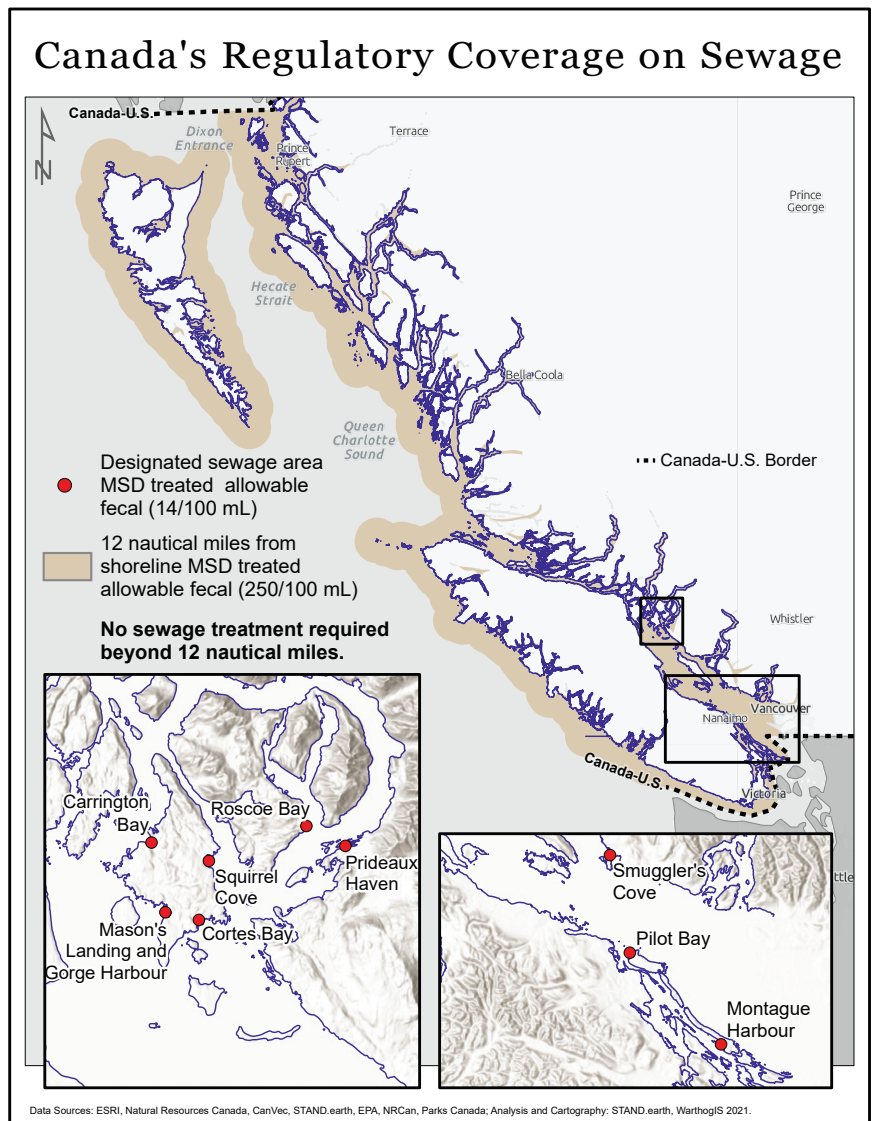 Canada's Regulatory Coverage on Sewage
Canada-U.S.
N
Dixon
Entrance
Prince
Rupert
Terrace
Prince
George
Hecate
Strait
Bella Coola
Queen
Charlotte
Sound
Canada-U.S. Border
Designated sewage area
MSD treated allowable
fecal (14/100 mL)
12 nautical miles from
shoreline MSD treated
allowable fecal (250/100 mL)
No sewage treatment required
beyond 12 nautical miles.
Whistler
Vancouver
Nanaimo
Canada-U.S.
Victoria
ttle
Carrington
Bay
Roscoe Bay
Prideaux
Haven
Squirrel
Cove
Mason's
Landing and
Gorge Harbour
Cortes Bay
Smuggler's
Cove
Pilot Bay
Montague
Harbour
Data Sources: ESRI, Natural Resources Canada, CanVec, STAND.earth, EPA, NRCan, Parks Canada; Analysis and Cartography: STAND.earth, WarthogIS 2021.